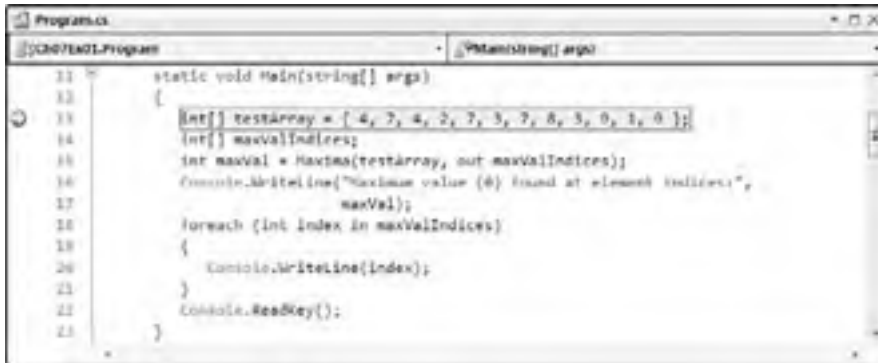 Program.cs
Ch07Ex01.Program
Main(string[] args)
11 static void Main(string[] args)
12 {
13 int[] testArray = { 4, 7, 4, 2, 7, 3, 7, 8, 3, 9, 1, 9 };
14 int[] maxValIndices;
15 int maxVal = Maxima(testArray, out maxValIndices);
16 Console.WriteLine("Maximum value {0} found at element indices:",
17 maxVal);
18 foreach (int index in maxValIndices)
19 {
20 Console.WriteLine(index);
21 }
22 Console.ReadKey();
23 }